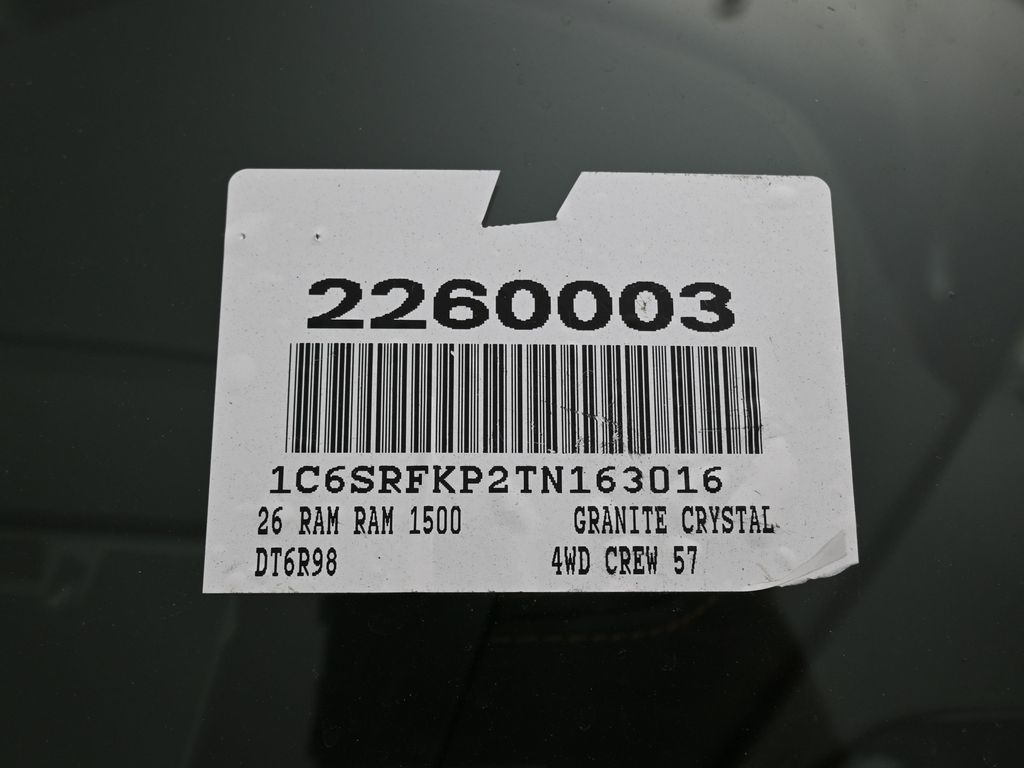 2260003
1C6SRFKP2TN163016
26 RAM RAM 1500 GRANITE CRYSTAL
DT6R98 4WD CREW 57